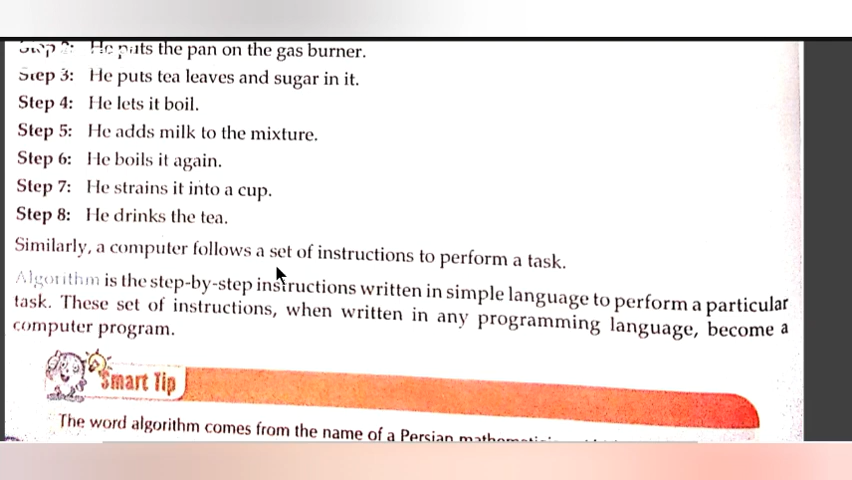 Step 2: He puts the pan on the gas burner.
Step 3: He puts tea leaves and sugar in it.
Step 4: He lets it boil.
Step 5: He adds milk to the mixture.
Step 6: He boils it again.
Step 7: He strains it into a cup.
Step 8: He drinks the tea.
Similarly, a computer follows a set of instructions to perform a task.
Algorithm is the step-by-step instructions written in simple language to perform a particular
task. These set of instructions, when written in any programming language, become a
computer program.
Smart Tip
The word algorithm comes from the name of a Persian